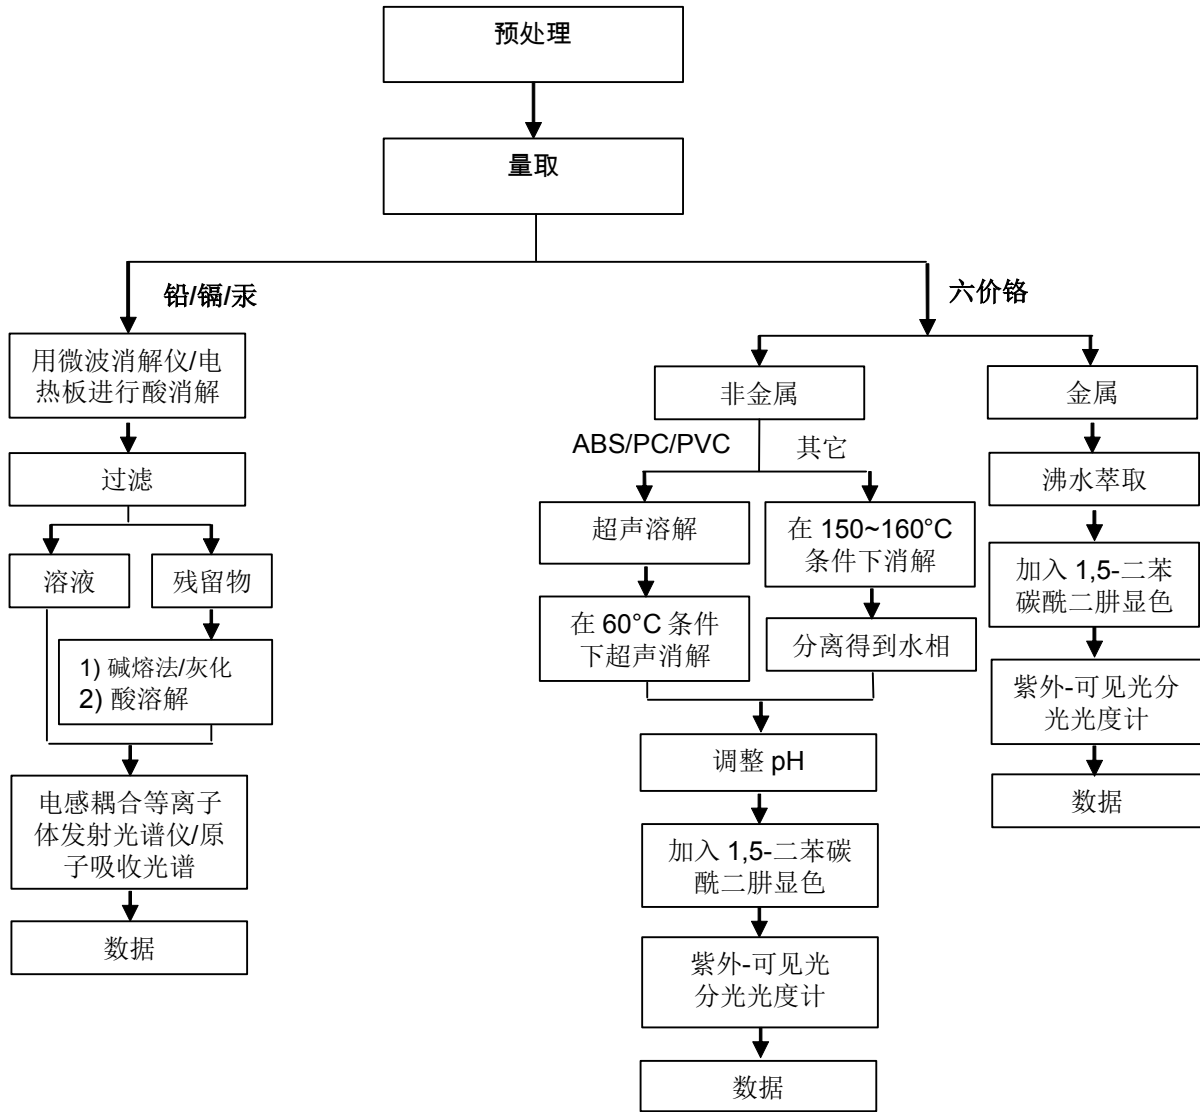 预处理
量取
铅/镉/汞
六价铬
用微波消解仪/电
热板进行酸消解
过滤
溶液
残留物
1) 碱熔法/灰化
2) 酸溶解
电感耦合等离子
体发射光谱仪/原
子吸收光谱
数据
非金属
ABS/PC/PVC
其它
超声溶解
在 60°C 条件
下超声消解
在 150~160°C
条件下消解
分离得到水相
调整 pH
加入 1,5-二苯碳
酰二肼显色
紫外-可见光
分光光度计
数据
金属
沸水萃取
加入 1,5-二苯
碳酰二肼显色
紫外-可见光分
光光度计
数据